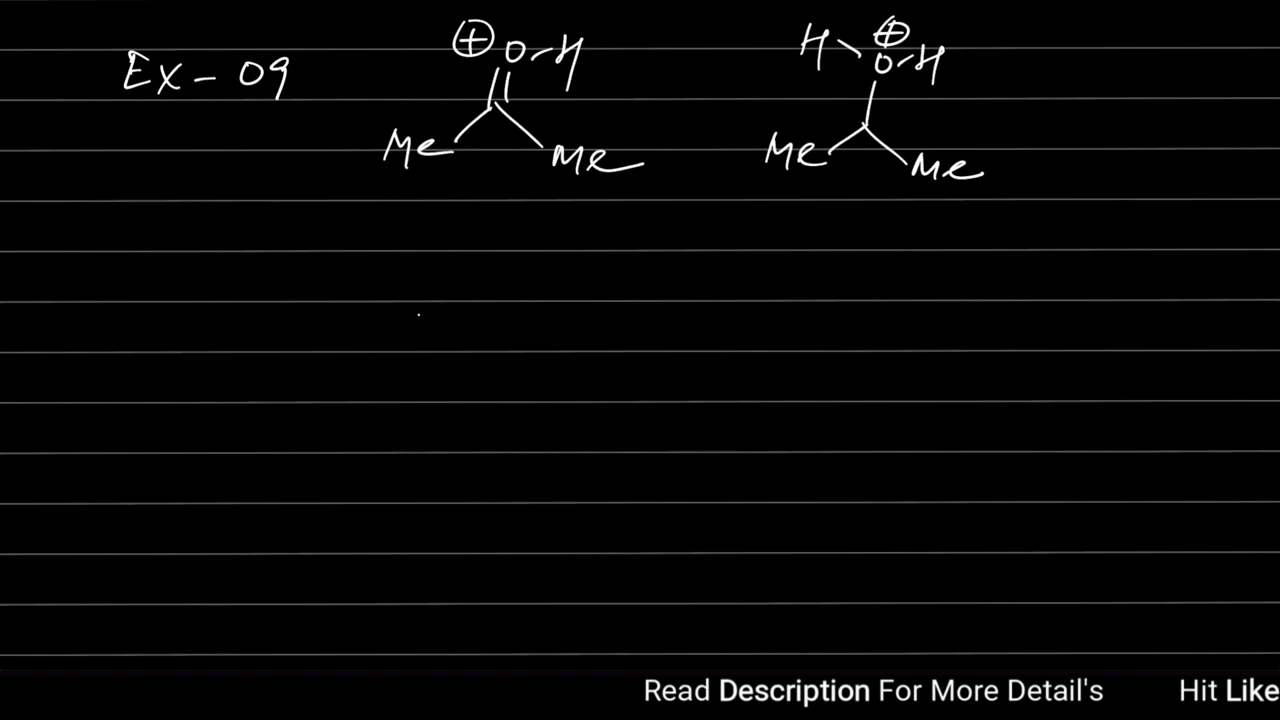 Ex - 09
⊕ O-H
Me Me
H ⊕ O-H
Me Me
Read Description For More Detail's Hit Like